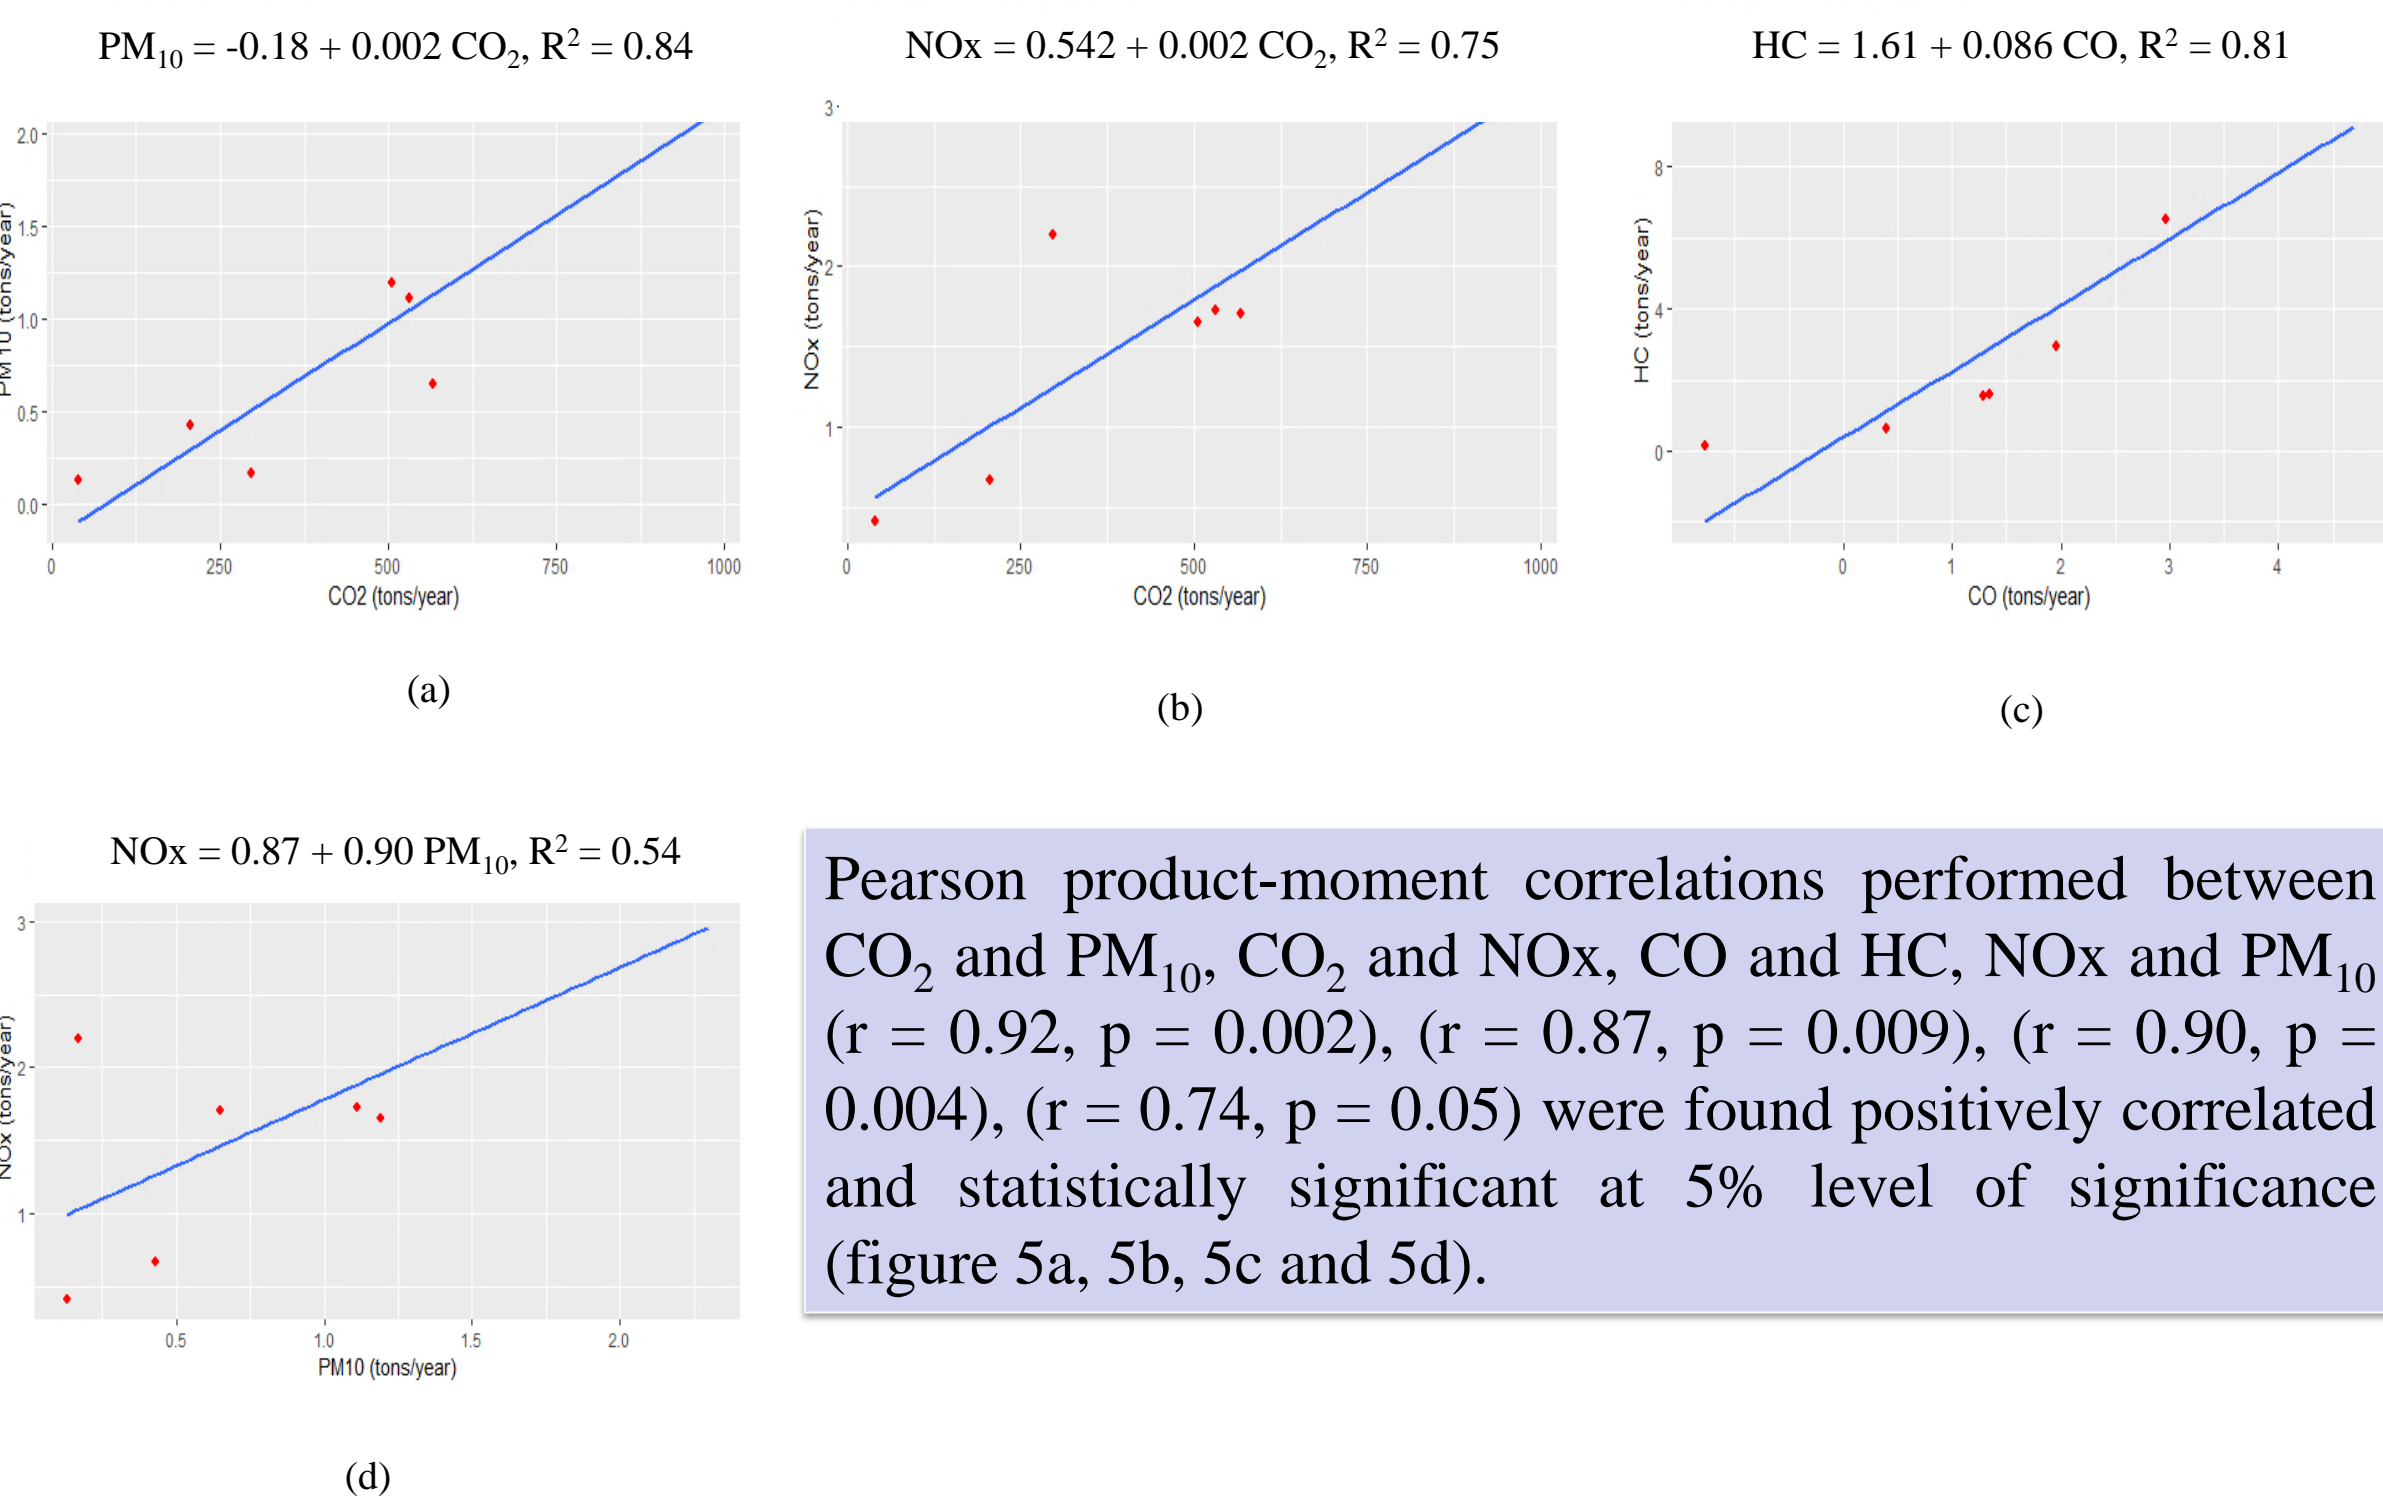 PM₁₀ = -0.18 + 0.002 CO₂, R² = 0.84
2.0
1.5
1.0
0.5
0.0
PM10 (tons/year)
0 250 500 750 1000
CO2 (tons/year)
(a)
NOx = 0.542 + 0.002 CO₂, R² = 0.75
3
2
1
NOx (tons/year)
0 250 500 750 1000
CO2 (tons/year)
(b)
HC = 1.61 + 0.086 CO, R² = 0.81
8
4
0
HC (tons/year)
0 1 2 3 4
CO (tons/year)
(c)
NOx = 0.87 + 0.90 PM₁₀, R² = 0.54
3
2
1
NOx (tons/year)
0.5 1.0 1.5 2.0
PM10 (tons/year)
(d)
Pearson product-moment correlations performed between
CO₂ and PM₁₀, CO₂ and NOx, CO and HC, NOx and PM₁₀
(r = 0.92, p = 0.002), (r = 0.87, p = 0.009), (r = 0.90, p =
0.004), (r = 0.74, p = 0.05) were found positively correlated
and statistically significant at 5% level of significance
(figure 5a, 5b, 5c and 5d).